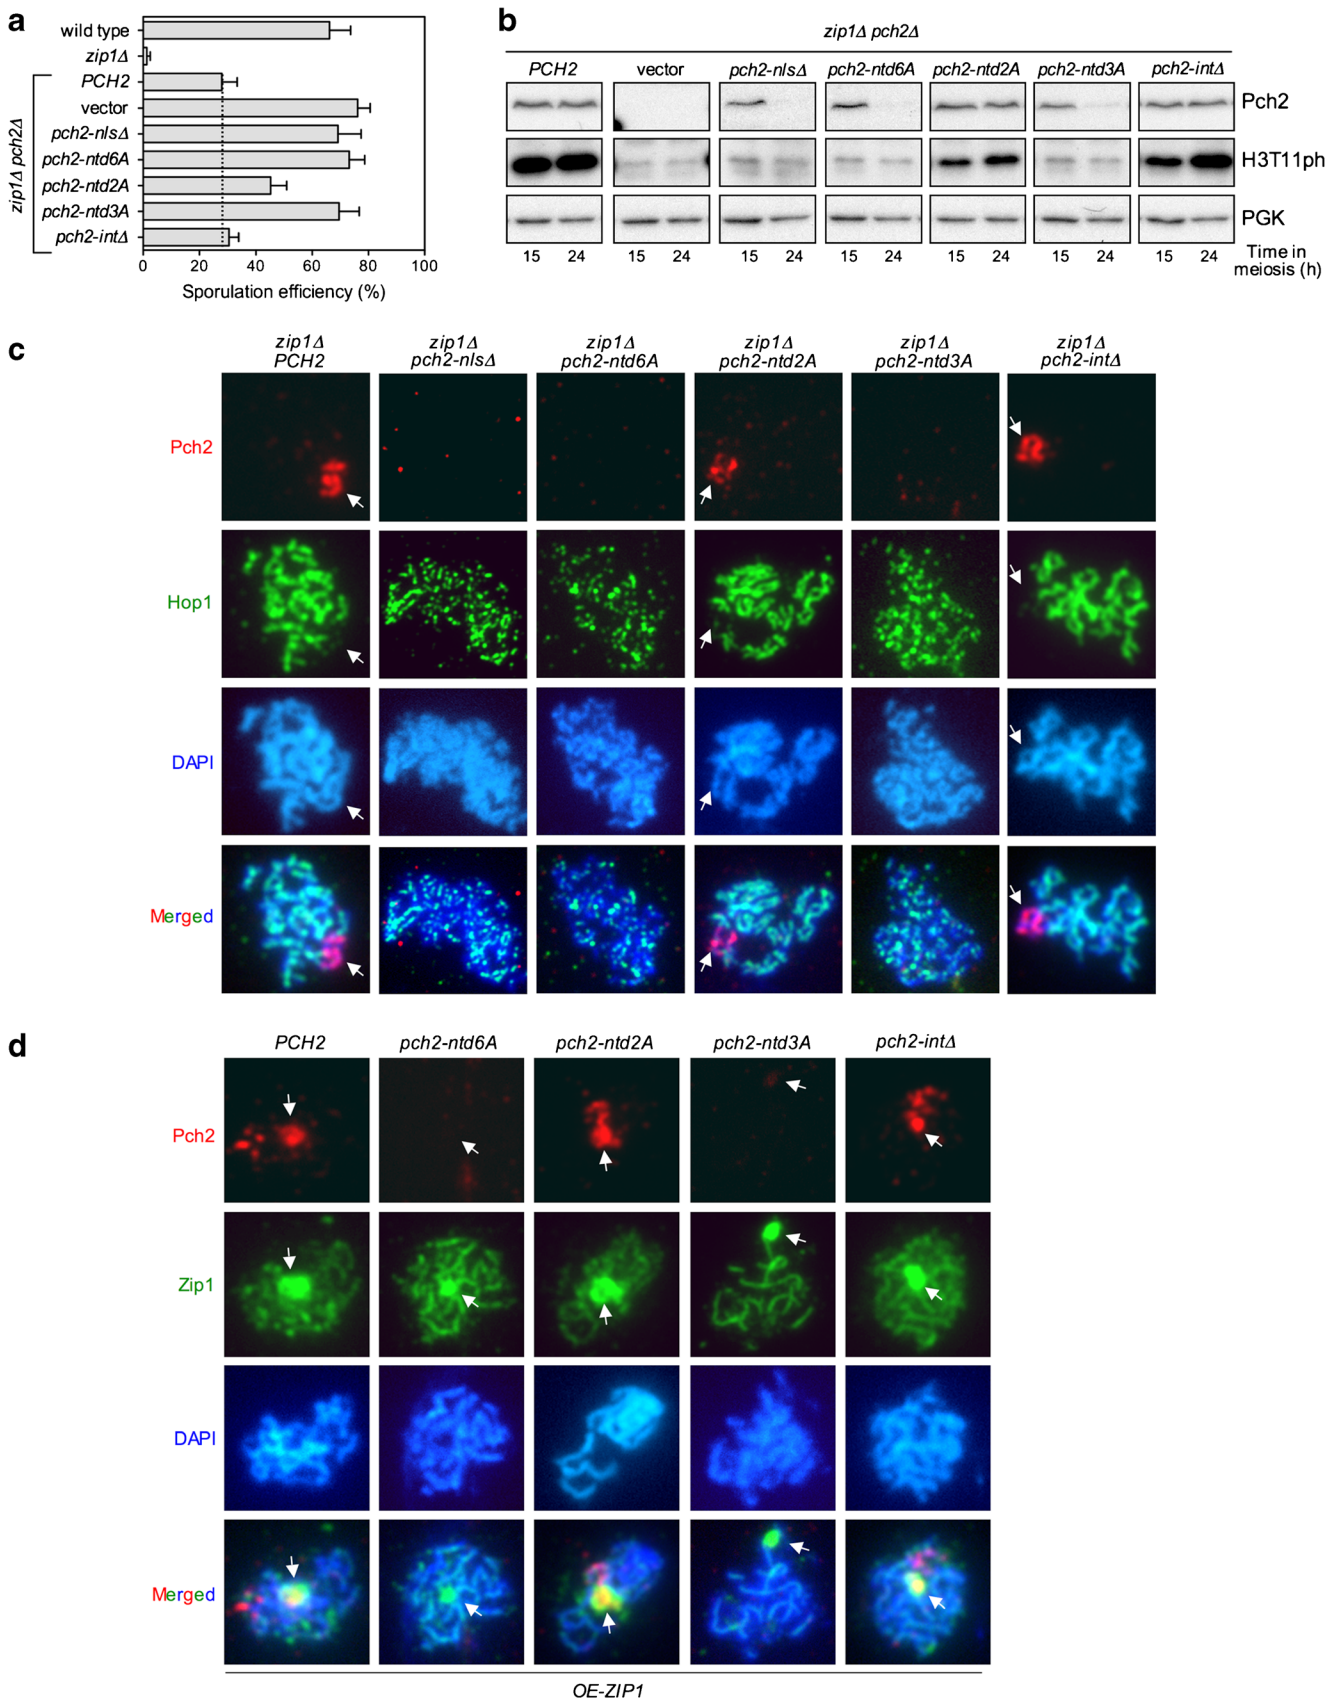 a
wild type
zip1Δ
PCH2
vector
pch2-nlsΔ
pch2-ntd6A
pch2-ntd2A
pch2-ntd3A
pch2-intΔ
zip1Δ pch2Δ
0 20 40 60 80 100
Sporulation efficiency (%)
b
zip1Δ pch2Δ
PCH2 vector pch2-nlsΔ pch2-ntd6A pch2-ntd2A pch2-ntd3A pch2-intΔ
Pch2
H3T11ph
PGK
15 24 15 24 15 24 15 24 15 24 15 24 15 24
Time in
meiosis (h)
c
zip1Δ zip1Δ zip1Δ zip1Δ zip1Δ zip1Δ
PCH2 pch2-nlsΔ pch2-ntd6A pch2-ntd2A pch2-ntd3A pch2-intΔ
Pch2
Hop1
DAPI
Merged
d
PCH2 pch2-ntd6A pch2-ntd2A pch2-ntd3A pch2-intΔ
Pch2
Zip1
DAPI
Merged
OE-ZIP1